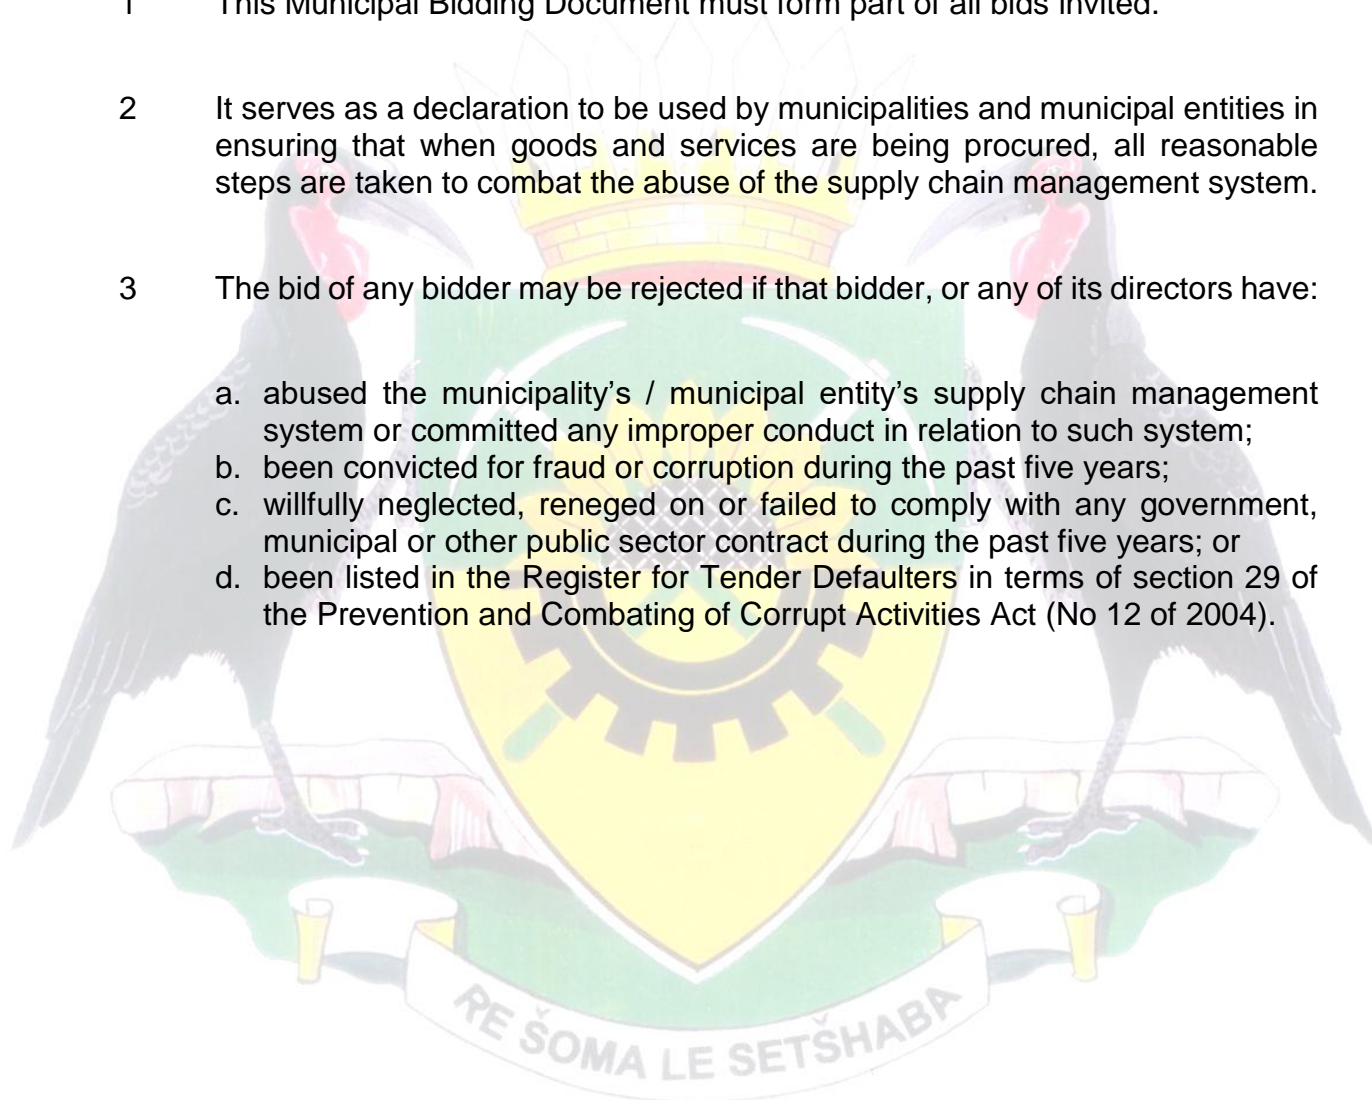 1 This Municipal Bidding Document must form part of all bids invited.
2 It serves as a declaration to be used by municipalities and municipal entities in
ensuring that when goods and services are being procured, all reasonable
steps are taken to combat the abuse of the supply chain management system.
3 The bid of any bidder may be rejected if that bidder, or any of its directors have:
a. abused the municipality’s / municipal entity’s supply chain management
system or committed any improper conduct in relation to such system;
b. been convicted for fraud or corruption during the past five years;
c. willfully neglected, reneged on or failed to comply with any government,
municipal or other public sector contract during the past five years; or
d. been listed in the Register for Tender Defaulters in terms of section 29 of
the Prevention and Combating of Corrupt Activities Act (No 12 of 2004).
RE ŠOMA LE SETŠHABA